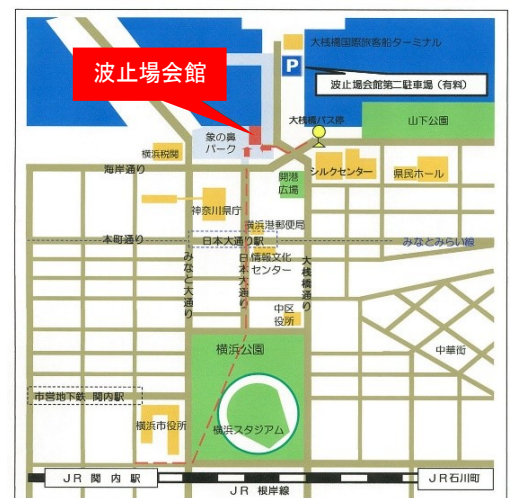 大桟橋国際旅客船ターミナル
波止場会館
P
波止場会館第二駐車場（有料）
大桟橋バス停
山下公園
象の鼻
パーク
横浜税関
海岸通り
開港
広場
シルクセンター
県民ホール
神奈川県庁
横浜港郵便局
本町通り
日本大通り駅
みなとみらい線
情報文化
センター
みなと大通り
日本大通り
大桟橋通り
中区
役所
横浜公園
中華街
市営地下鉄 関内駅
横浜市役所
横浜スタジアム
JR 関内駅
JR石川町
JR 根岸線